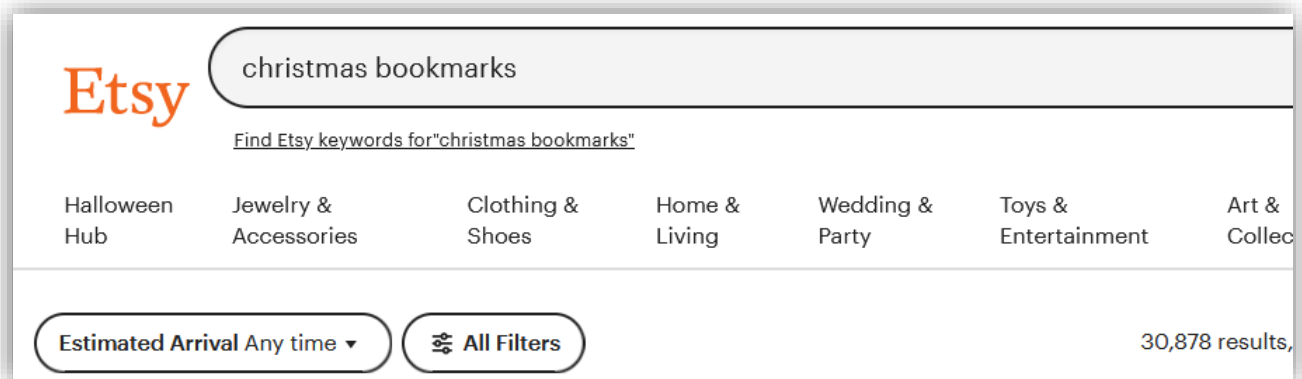 Etsy
christmas bookmarks
Find Etsy keywords for"christmas bookmarks"
Halloween Hub
Jewelry & Accessories
Clothing & Shoes
Home & Living
Wedding & Party
Toys & Entertainment
Art & Collec
Estimated Arrival Any time
All Filters
30,878 results,